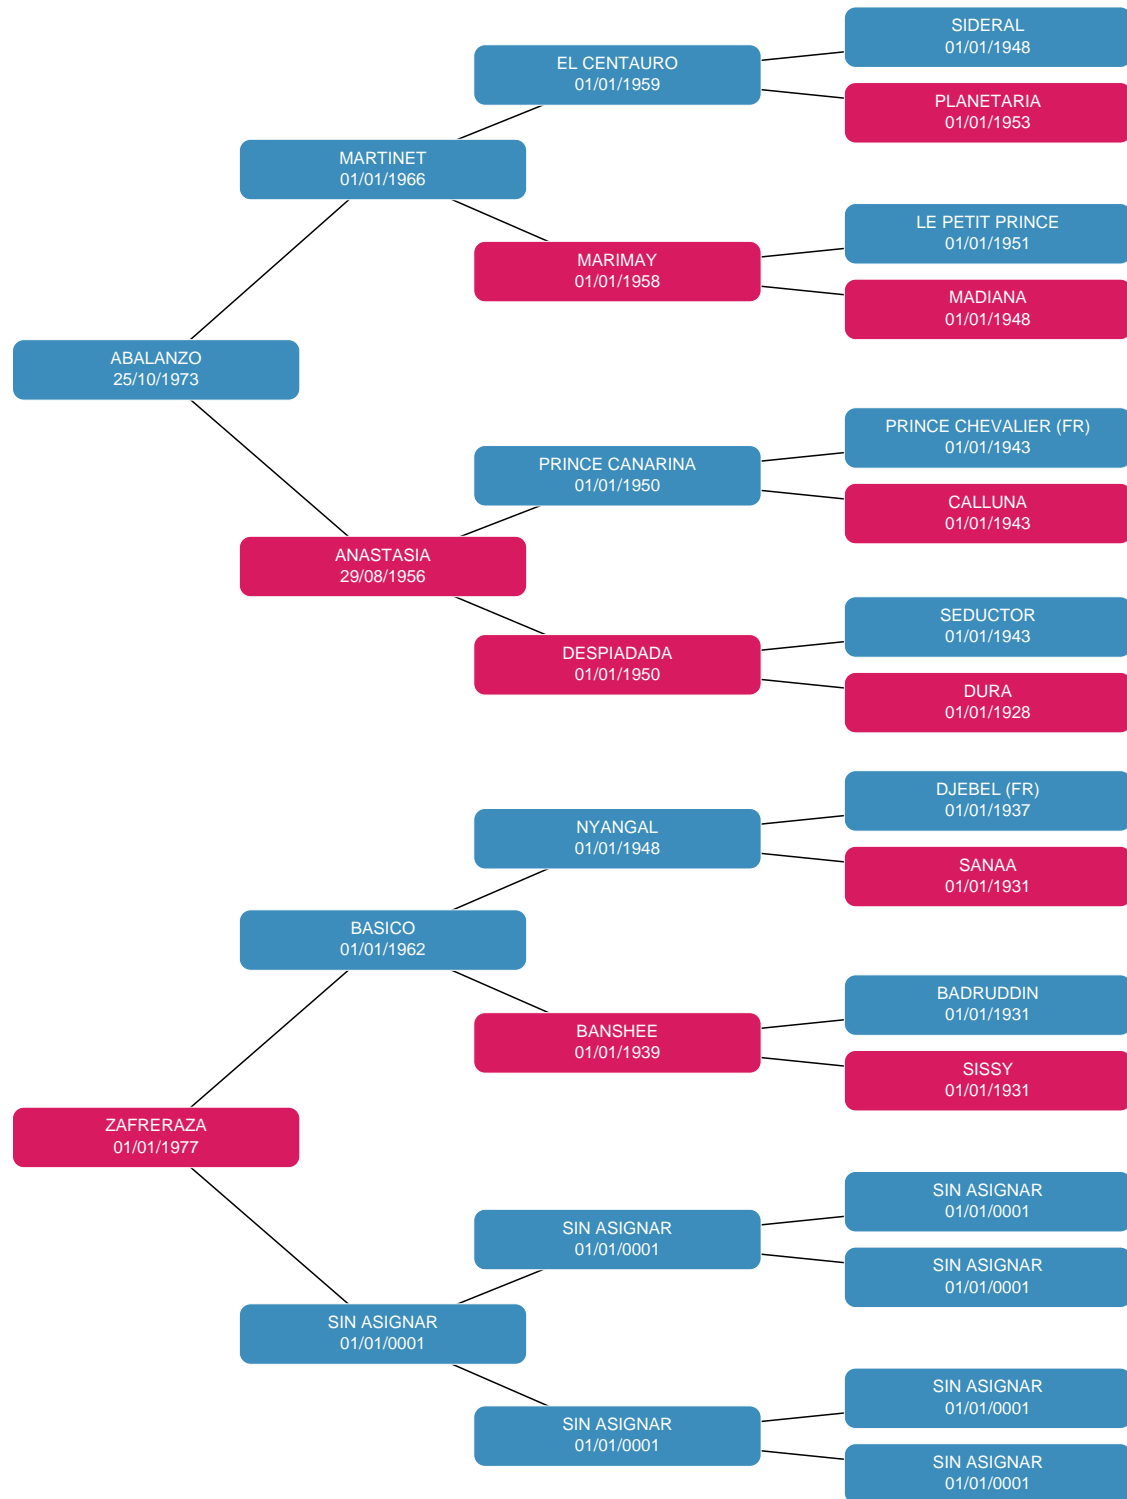 SIDERAL
01/01/1948
EL CENTAURO
01/01/1959
PLANETARIA
01/01/1953
MARTINET
01/01/1966
LE PETIT PRINCE
01/01/1951
MARIMAY
01/01/1958
MADIANA
01/01/1948
ABALANZO
25/10/1973
PRINCE CHEVALIER (FR)
01/01/1943
PRINCE CANARINA
01/01/1950
CALLUNA
01/01/1943
ANASTASIA
29/08/1956
SEDUCTOR
01/01/1943
DESPIADADA
01/01/1950
DURA
01/01/1928
DJEBEL (FR)
01/01/1937
NYANGAL
01/01/1948
SANAA
01/01/1931
BASICO
01/01/1962
BADRUDDIN
01/01/1931
BANSHEE
01/01/1939
SISSY
01/01/1931
ZAFRERAZA
01/01/1977
SIN ASIGNAR
01/01/0001
SIN ASIGNAR
01/01/0001
SIN ASIGNAR
01/01/0001
SIN ASIGNAR
01/01/0001
SIN ASIGNAR
01/01/0001
SIN ASIGNAR
01/01/0001
SIN ASIGNAR
01/01/0001